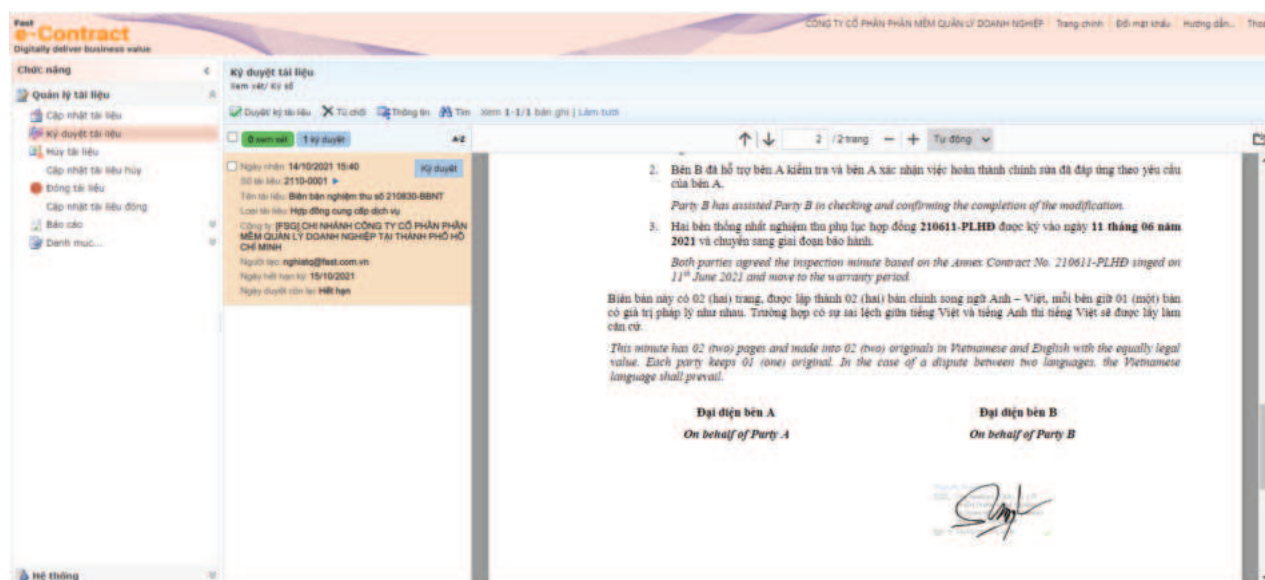 Fast
e-Contract
Digitally deliver business value
CÔNG TY CỔ PHẦN PHẦN MỀM QUẢN LÝ DOANH NGHIỆP Trang chính Đổi mật khẩu Hướng dẫn...
Chức năng
Quản lý tài liệu
Cập nhật tài liệu
Ký duyệt tài liệu
Hủy tài liệu
Cập nhật tài liệu hủy
Đóng tài liệu
Cập nhật tài liệu đóng
Báo cáo
Danh mục...
Hệ thống
Ký duyệt tài liệu
Xem xét/ Ký số
Duyệt/ ký tài liệu Từ chối Thông tin Tìm Xem 1-1/1 bản ghi | Làm tươi
0 xem xét 1 ký duyệt
Ngày nhận 14/10/2021 15:40 Ký duyệt
Số tài liệu: 2110-0001
Tên tài liệu: Biên bản nghiệm thu số 210830-BBNT
Loại tài liệu: Hợp đồng cung cấp dịch vụ
Công ty [FSG] CHI NHÁNH CÔNG TY CỔ PHẦN PHẦN
MỀM QUẢN LÝ DOANH NGHIỆP TẠI THÀNH PHỐ HỒ
CHÍ MINH
Người tạo: nghiatq@fast.com.vn
Ngày hết hạn ký: 15/10/2021
Ngày duyệt còn lại: Hết hạn
2 /2 trang Tự động
2. Bên B đã hỗ trợ bên A kiểm tra và bên A xác nhận việc hoàn thành chỉnh sửa đã đáp ứng theo yêu cầu
của bên A.
Party B has assisted Party B in checking and confirming the completion of the modification.
3. Hai bên thống nhất nghiệm thu phụ lục hợp đồng 210611-PLHĐ được ký vào ngày 11 tháng 06 năm
2021 và chuyển sang giai đoạn bảo hành.
Both parties agreed the inspection minute based on the Annex Contract No. 210611-PLHĐ singed on
11th June 2021 and move to the warranty period.
Biên bản này có 02 (hai) trang, được lập thành 02 (hai) bản chính song ngữ Anh – Việt, mỗi bên giữ 01 (một) bản
có giá trị pháp lý như nhau. Trường hợp có sự sai lệch giữa tiếng Việt và tiếng Anh thì tiếng Việt sẽ được lấy làm
căn cứ.
This minute has 02 (two) pages and made into 02 (two) originals in Vietnamese and English with the equally legal
value. Each party keeps 01 (one) original. In the case of a dispute between two languages, the Vietnamese
language shall prevail.
Đại diện bên A Đại diện bên B
On behalf of Party A On behalf of Party B